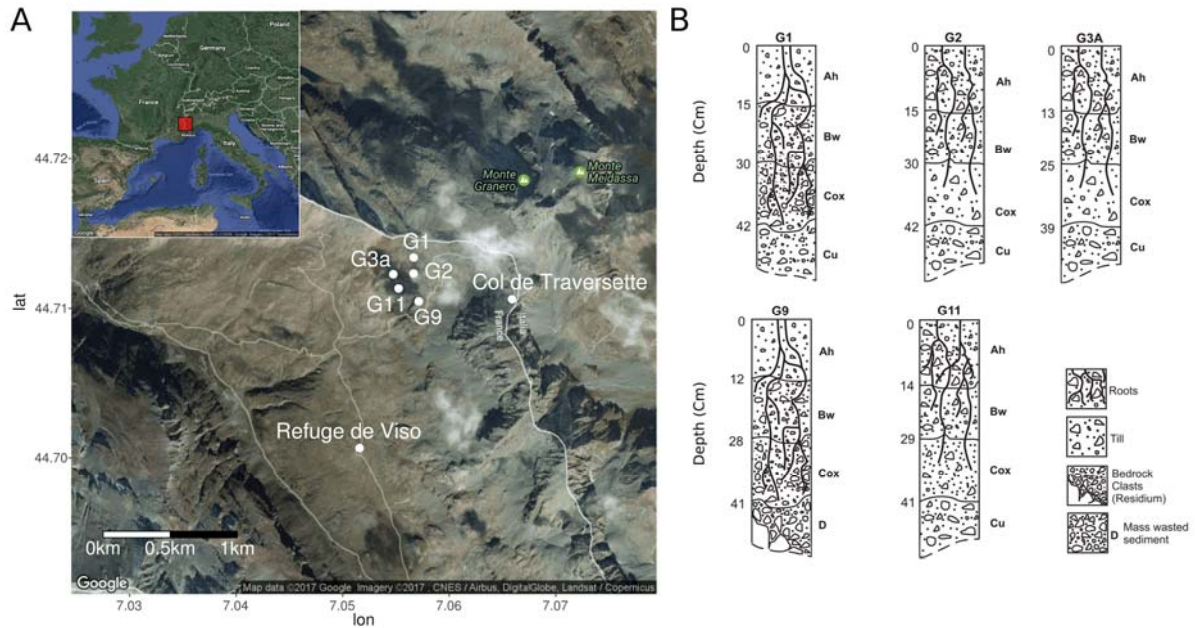 A
B
Poland
Germany
France
Italy
Spain
Google
Monte
Granero
Monte
Meidassa
G1
G3a
G2
G11
G9
Col de Traversette
Italia
France
Refuge de Viso
0km 0.5km 1km
Google
Map data ©2017 Google Imagery ©2017 , CNES / Airbus, DigitalGlobe, Landsat / Copernicus
44.72
44.71
44.70
lat
7.03 7.04 7.05 7.06 7.07
lon
G1
0
15
30
42
Depth (Cm)
Ah
Bw
Cox
Cu
G2
0
15
30
42
Ah
Bw
Cox
Cu
G3A
0
13
25
39
Ah
Bw
Cox
Cu
G9
0
12
28
41
Depth (Cm)
Ah
Bw
Cox
D
G11
0
14
29
41
Ah
Bw
Cox
Cu
Roots
Till
Bedrock
Clasts
(Residium)
D Mass wasted
sediment